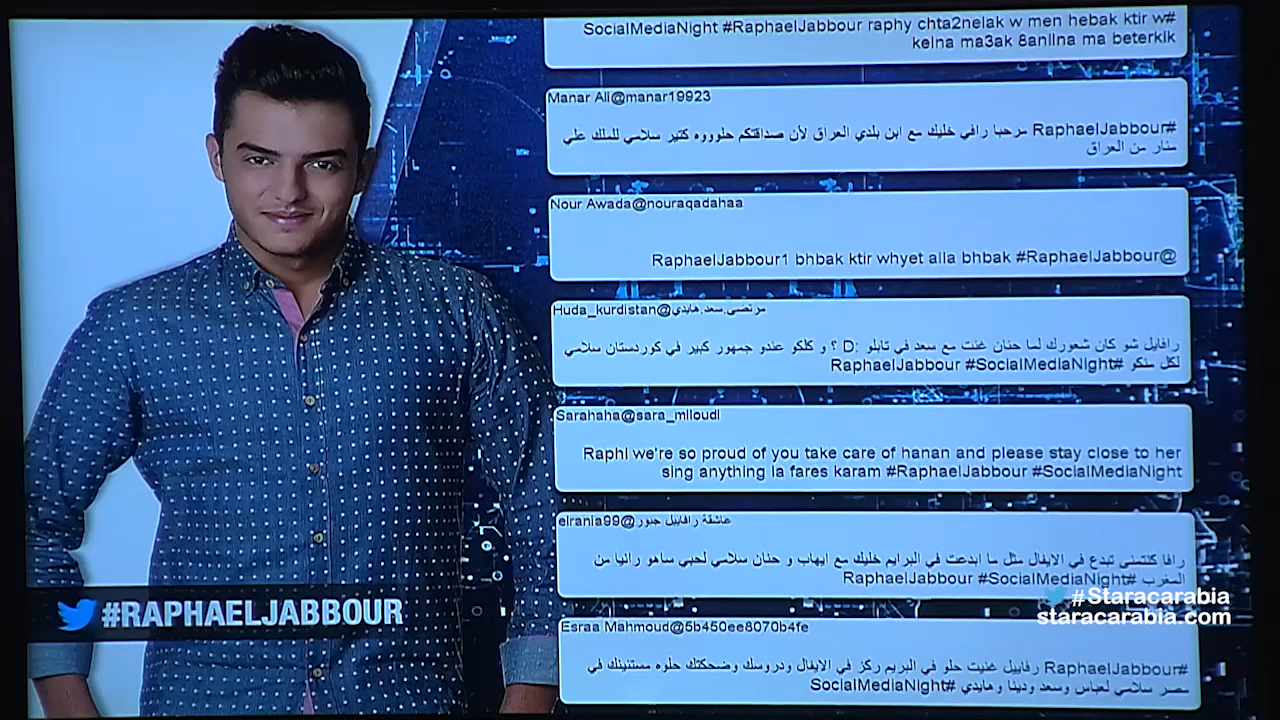 SocialMediaNight #RaphaelJabbour raphy chta2nelak w men hebak ktir w#
kelna ma3ak 8anilna ma beterkik
Manar Ali@manar19923
#RaphaelJabbour مرحبا رافي خليك مع ابن بلدي العراق لأن صداقتكم حلوووه كتير سلامي للملك علي
منار من العراق
Nour Awada@nouraqadahaa
RaphaelJabbour1 bhbak ktir whyet alla bhbak #RaphaelJabbour@
Huda_kurdistan@مرتضى.سعد.هايدي
رافايل شو كان شعورك لما حنان غنت مع سعد في تابلو :D ؟ و كلكو عندو جمهور كبير في كوردستان سلامي
لكل ستكو #RaphaelJabbour #SocialMediaNight
Sarahaha@sara_mlloudl
Raphi we're so proud of you take care of hanan and please stay close to her
sing anything la fares karam #RaphaelJabbour #SocialMediaNight
elrania99@عاشقة رافاييل جبور
رافا كلتمنى تبدع في الايفال مثل ما ابدعت في البرايم خليك مع ايهاب و حنان سلامي لحبي ساهو رانيا من
المغرب #RaphaelJabbour #SocialMediaNight
Esraa Mahmoud@5b450ee8070b4fe
#RaphaelJabbour رفاييل غنيت حلو في البريم ركز في الايفال ودروسك وضحكتك حلوه مستنينك في
مصر سلامي لعباس وسعد ودينا وهايدي #SocialMediaNight
#RAPHAELJABBOUR
#Staracarabia
staracarabia.com